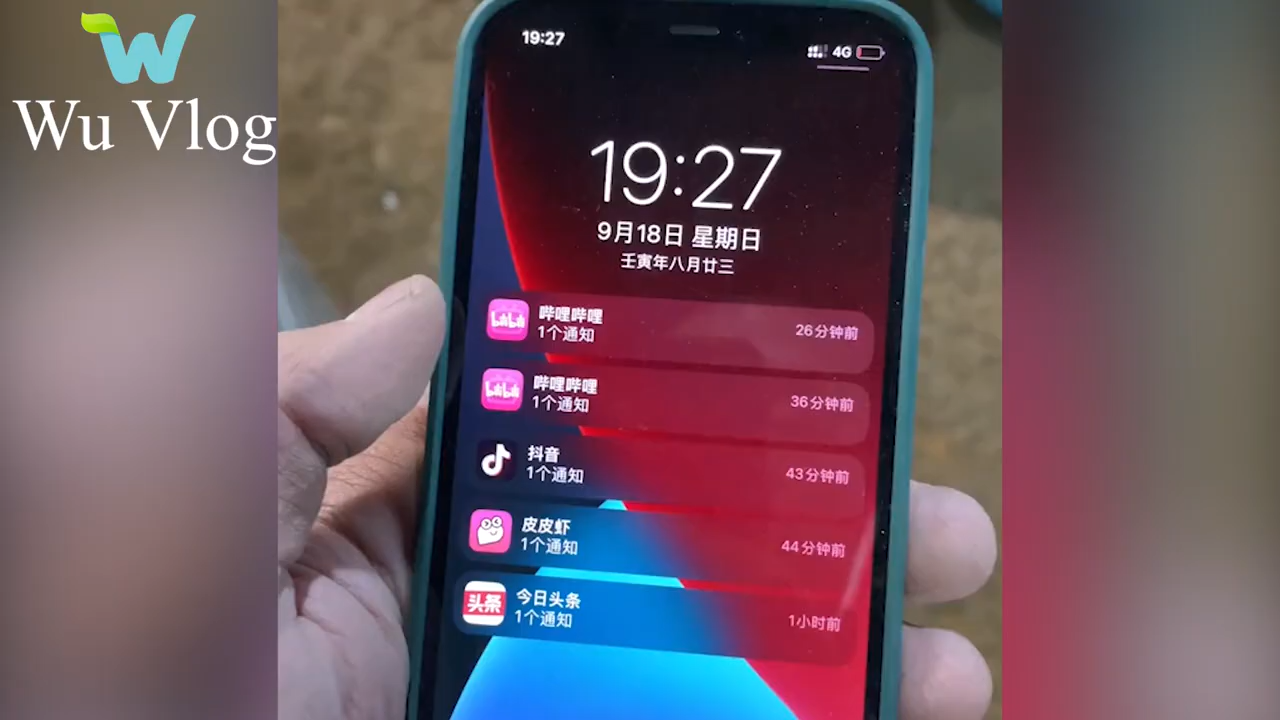 Wu Vlog
19:27
4G
19:27
9月18日 星期日
壬寅年八月廿三
哔哩哔哩
1个通知
26分钟前
哔哩哔哩
1个通知
36分钟前
抖音
1个通知
43分钟前
皮皮虾
1个通知
44分钟前
头条
今日头条
1个通知
1小时前